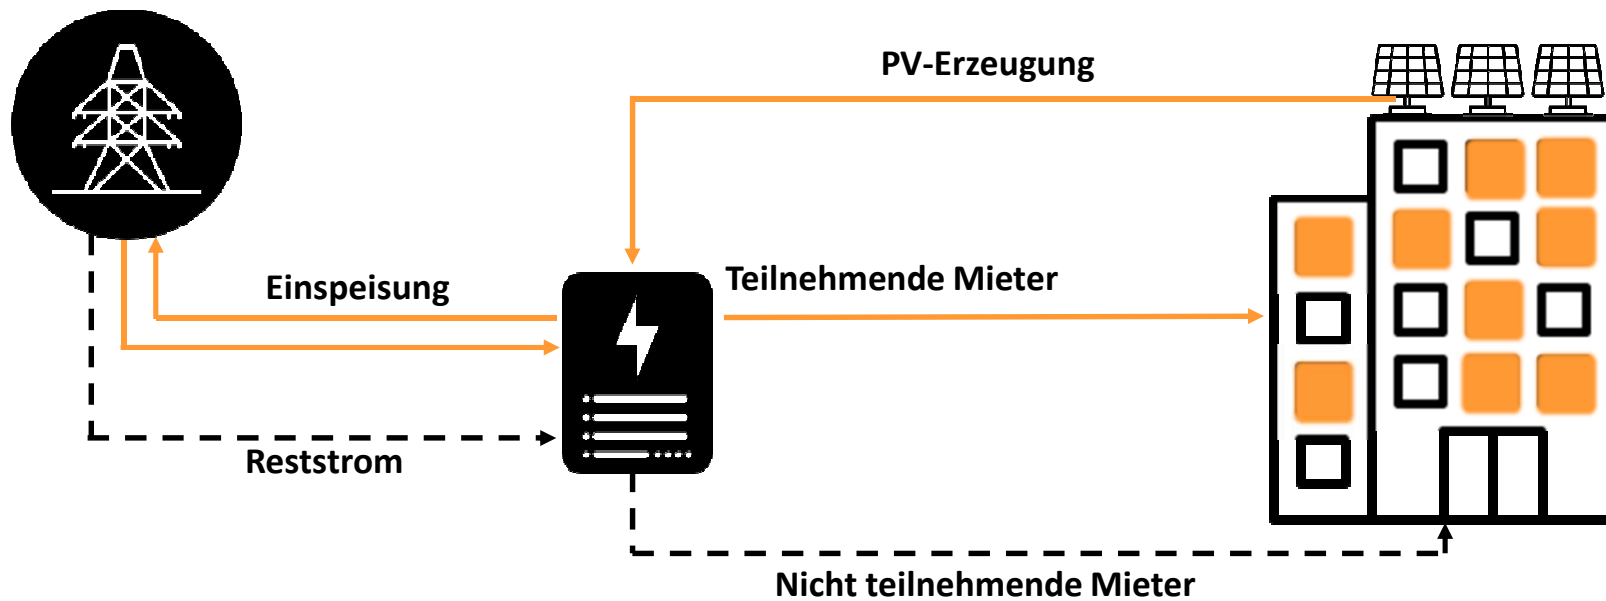 PV-Erzeugung
Teilnehmende Mieter
Einspeisung
Reststrom
Nicht teilnehmende Mieter